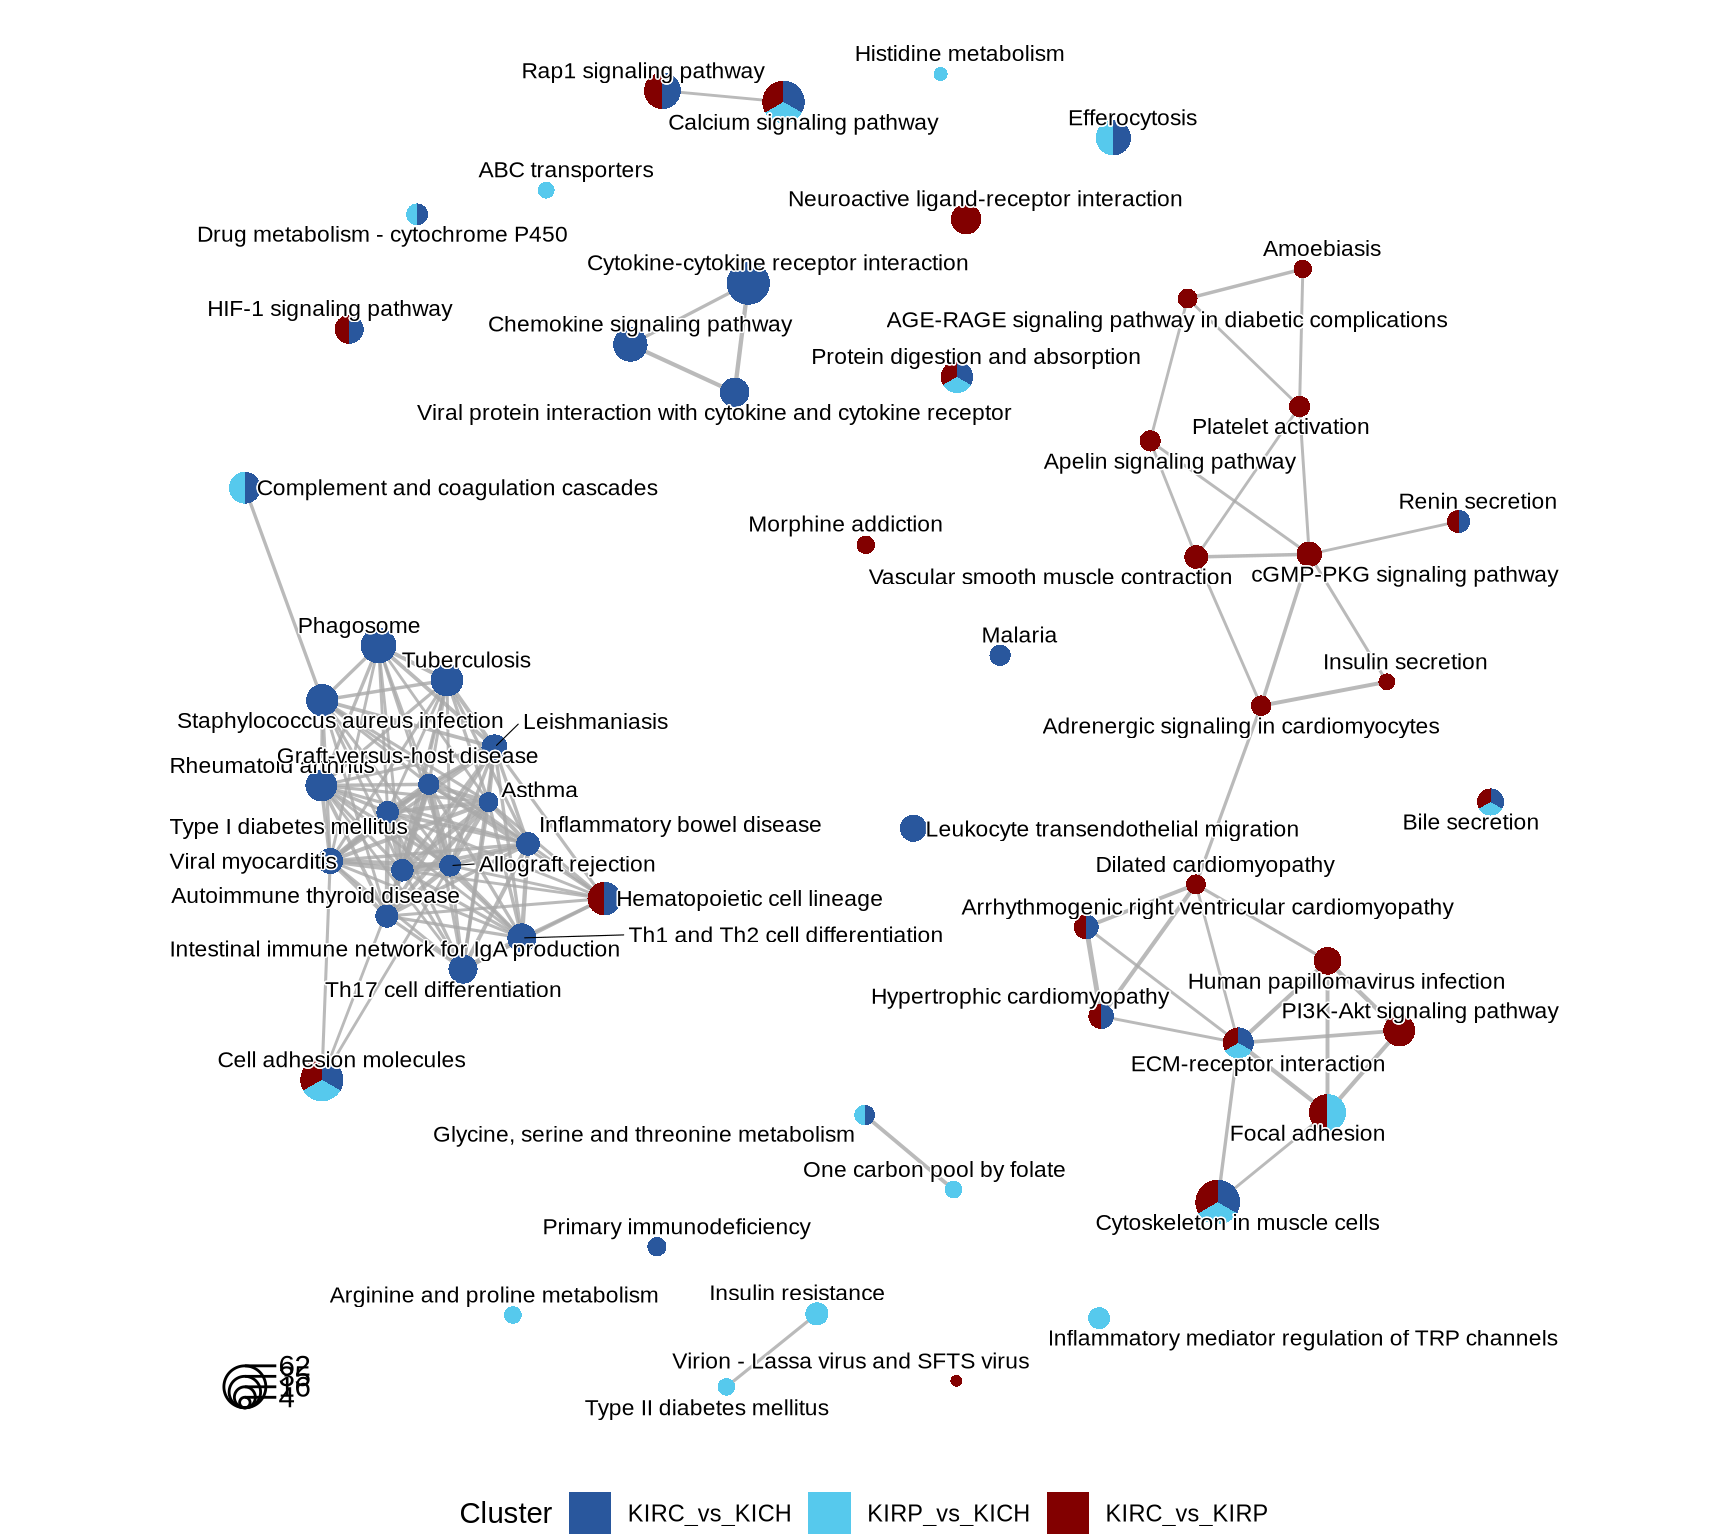 Histidine metabolism
Rap1 signaling pathway
Efferocytosis
Calcium signaling pathway
ABC transporters
Neuroactive ligand-receptor interaction
Drug metabolism - cytochrome P450
Amoebiasis
Cytokine-cytokine receptor interaction
HIF-1 signaling pathway
AGE-RAGE signaling pathway in diabetic complications
Chemokine signaling pathway
Protein digestion and absorption
Viral protein interaction with cytokine and cytokine receptor
Platelet activation
Apelin signaling pathway
Complement and coagulation cascades
Renin secretion
Morphine addiction
cGMP-PKG signaling pathway
Vascular smooth muscle contraction
Phagosome
Malaria
Tuberculosis
Insulin secretion
Staphylococcus aureus infection
Leishmaniasis
Adrenergic signaling in cardiomyocytes
Graft-versus-host disease
Rheumatoid arthritis
Asthma
Bile secretion
Inflammatory bowel disease
Type I diabetes mellitus
Leukocyte transendothelial migration
Viral myocarditis
Allograft rejection
Dilated cardiomyopathy
Autoimmune thyroid disease
Hematopoietic cell lineage
Arrhythmogenic right ventricular cardiomyopathy
Th1 and Th2 cell differentiation
Intestinal immune network for IgA production
Human papillomavirus infection
Th17 cell differentiation
Hypertrophic cardiomyopathy
PI3K-Akt signaling pathway
Cell adhesion molecules
ECM-receptor interaction
Glycine, serine and threonine metabolism
Focal adhesion
One carbon pool by folate
Cytoskeleton in muscle cells
Primary immunodeficiency
Arginine and proline metabolism
Insulin resistance
Inflammatory mediator regulation of TRP channels
Virion - Lassa virus and SFTS virus
Type II diabetes mellitus
62
4
Cluster KIRC_vs_KICH KIRP_vs_KICH KIRC_vs_KIRP